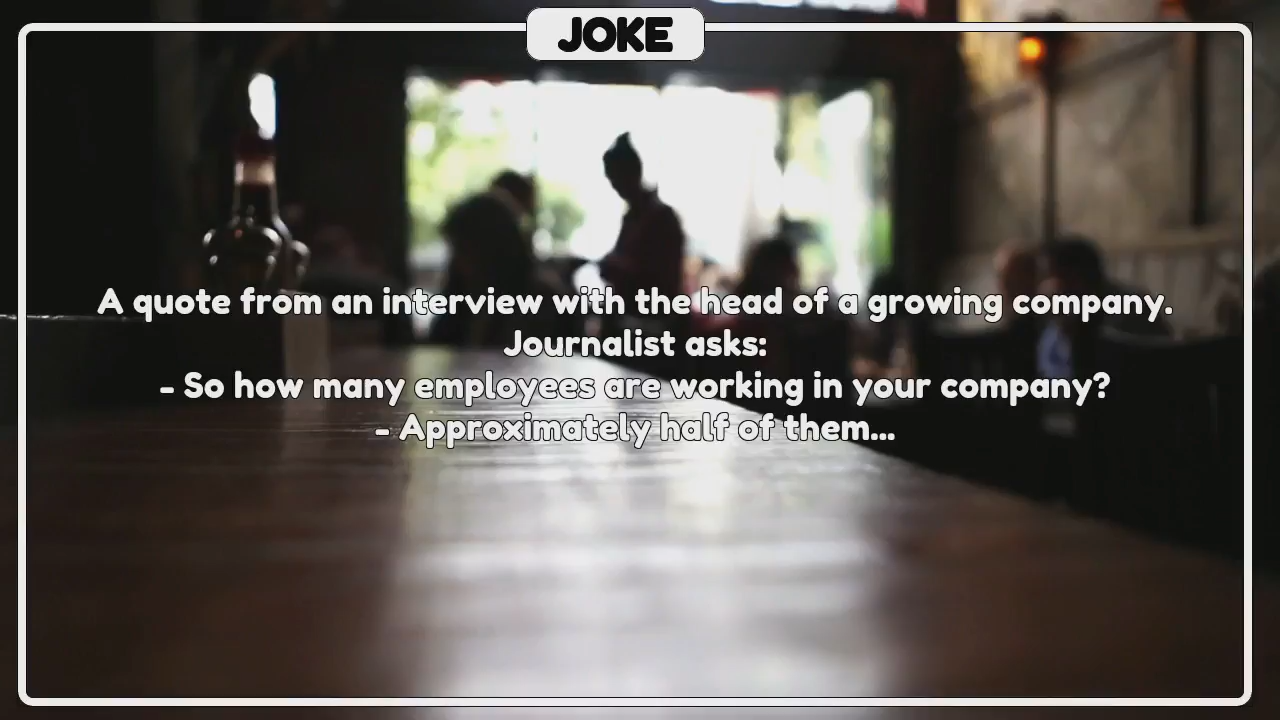 JOKE
A quote from an interview with the head of a growing company.
Journalist asks:
- So how many employees are working in your company?
- Approximately half of them...